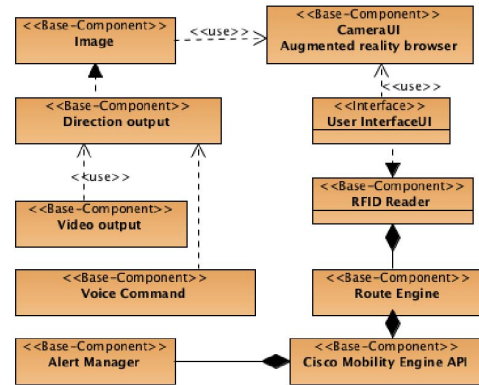 <<Base-Component>>
Image
<<use>>
<<Base-Component>>
CameraUI
Augmented reality browser
<<use>>
<<Base-Component>>
Direction output
<<Interface>>
User InterfaceUI
<<use>>
<<Base-Component>>
RFID Reader
<<Base-Component>>
Video output
<<Base-Component>>
Voice Command
<<Base-Component>>
Route Engine
<<Base-Component>>
Alert Manager
<<Base-Component>>
Cisco Mobility Engine API